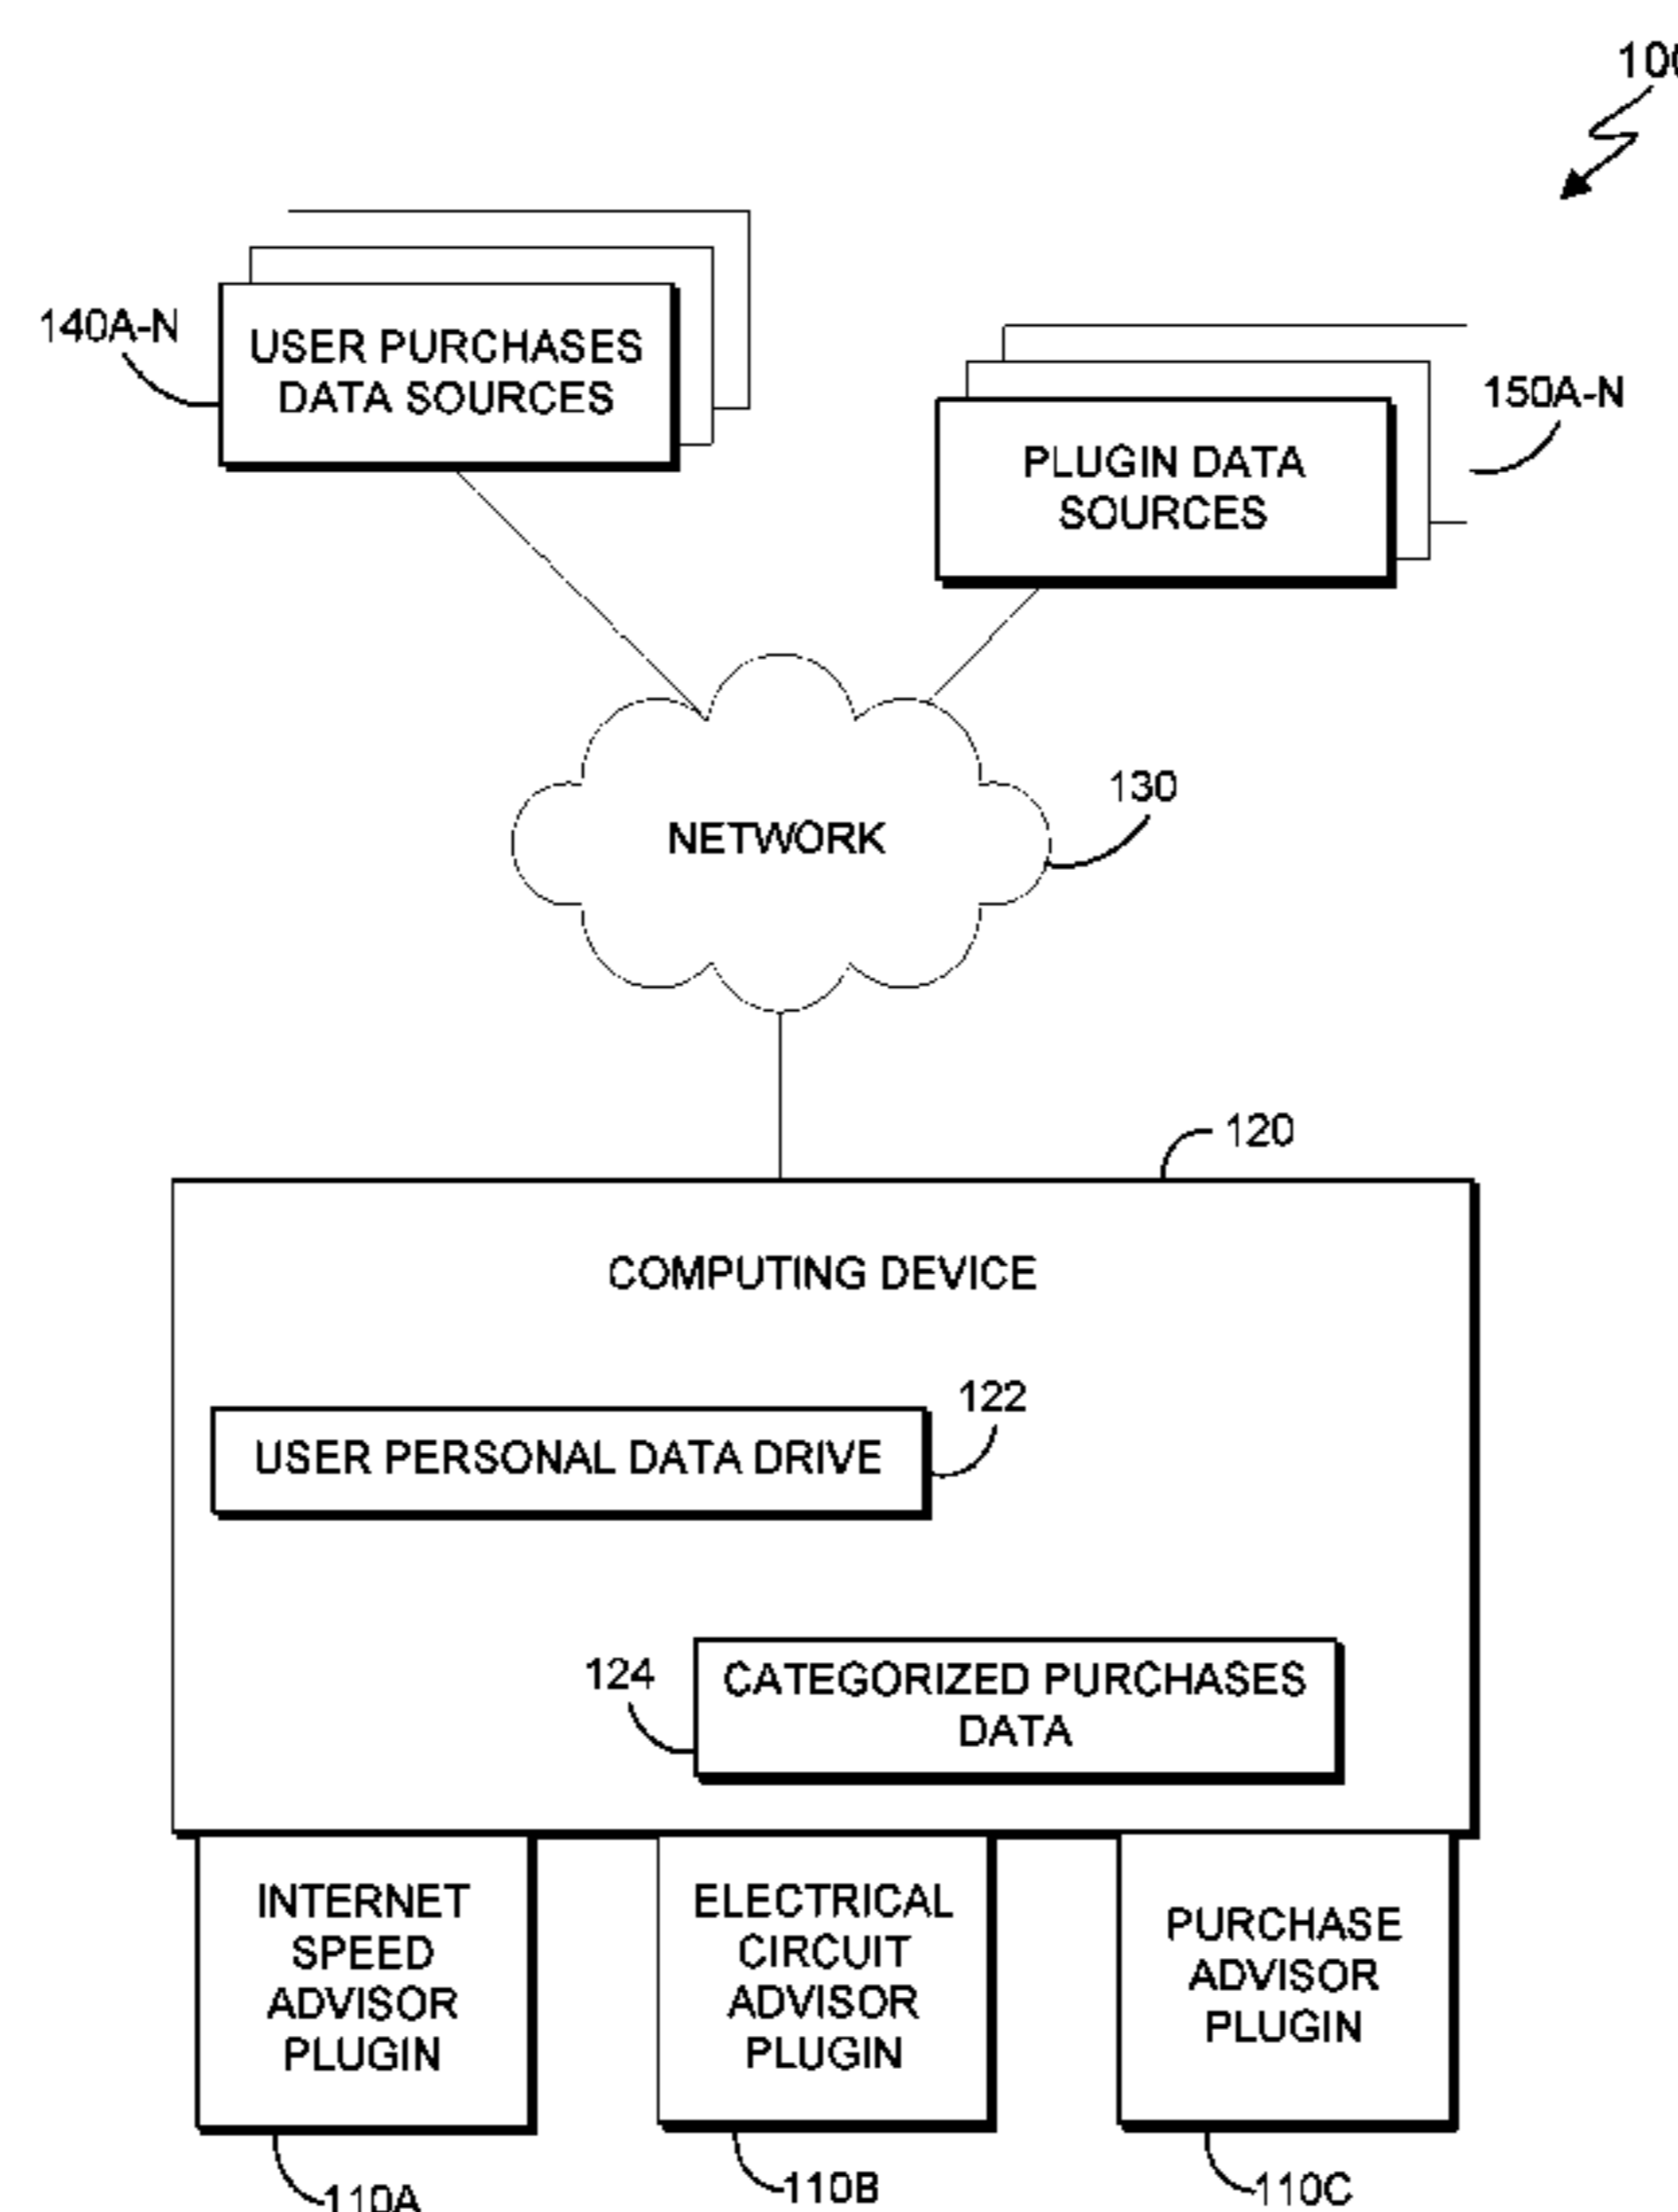 100
140A-N
USER PURCHASES
DATA SOURCES
150A-N
PLUGIN DATA
SOURCES
NETWORK
130
120
COMPUTING DEVICE
122
USER PERSONAL DATA DRIVE
124
CATEGORIZED PURCHASES
DATA
INTERNET
SPEED
ADVISOR
PLUGIN
ELECTRICAL
CIRCUIT
ADVISOR
PLUGIN
PURCHASE
ADVISOR
PLUGIN
110A
110B
110C